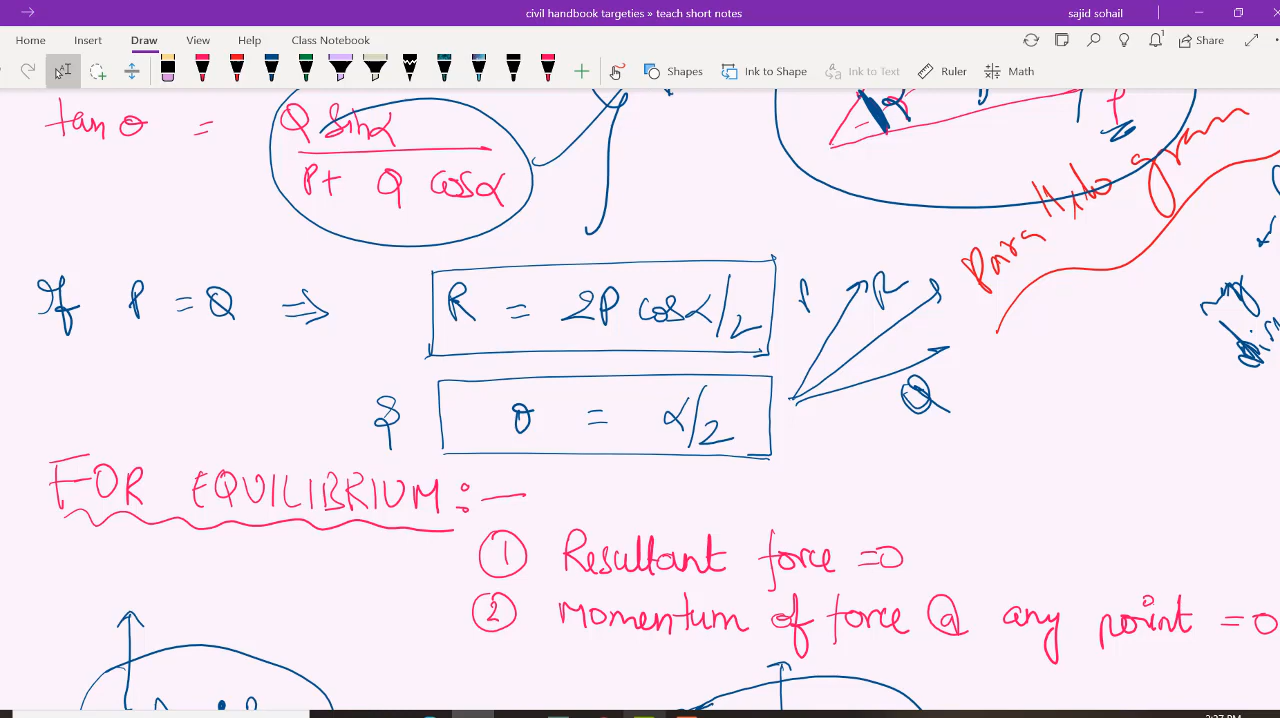 civil handbook targeties » teach short notes
sajid sohail
Home Insert Draw View Help Class Notebook
Share
Shapes Ink to Shape Ink to Text Ruler Math
tan θ = Q sinα / P+ Q cosα
P
Parallelogram
If P = Q ⇒ R = 2P cosα/2
P R
Q
& θ = α/2
FOR EQUILIBRIUM :—
① Resultant force =0
② Momentum of force @ any point =0